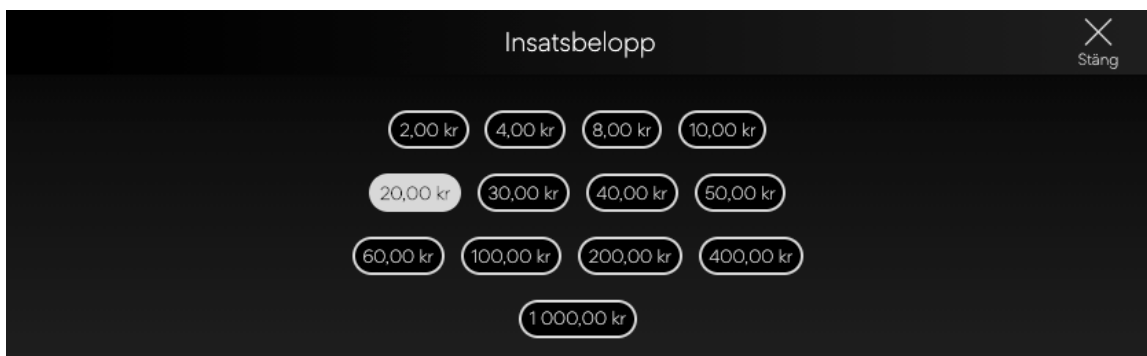 Insatsbelopp
Stäng
2,00 kr 4,00 kr 8,00 kr 10,00 kr
20,00 kr 30,00 kr 40,00 kr 50,00 kr
60,00 kr 100,00 kr 200,00 kr 400,00 kr
1 000,00 kr